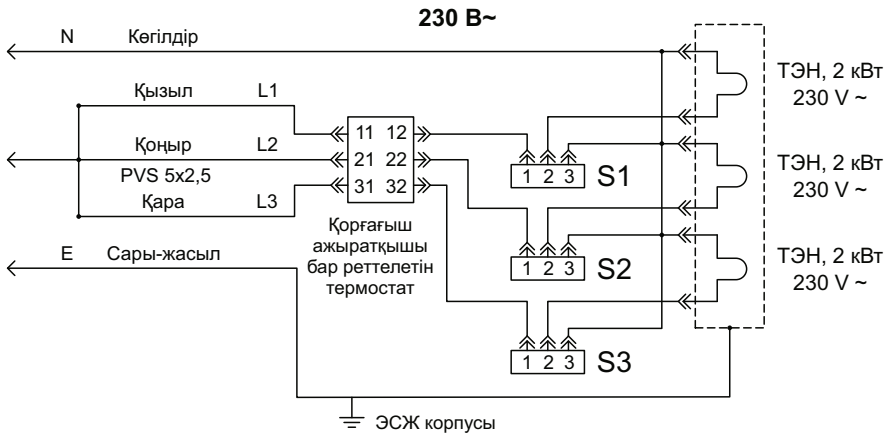 230 В~
N Көгілдір
Қызыл L1
Қоңыр L2
PVS 5x2,5
Қара L3
E Сары-жасыл
11 12
21 22
31 32
Қорғағыш
ажыратқышы
бар реттелетін
термостат
1 2 3 S1
1 2 3 S2
1 2 3 S3
ТЭН, 2 кВт
230 V ~
ТЭН, 2 кВт
230 V ~
ТЭН, 2 кВт
230 V ~
ЭСЖ корпусы